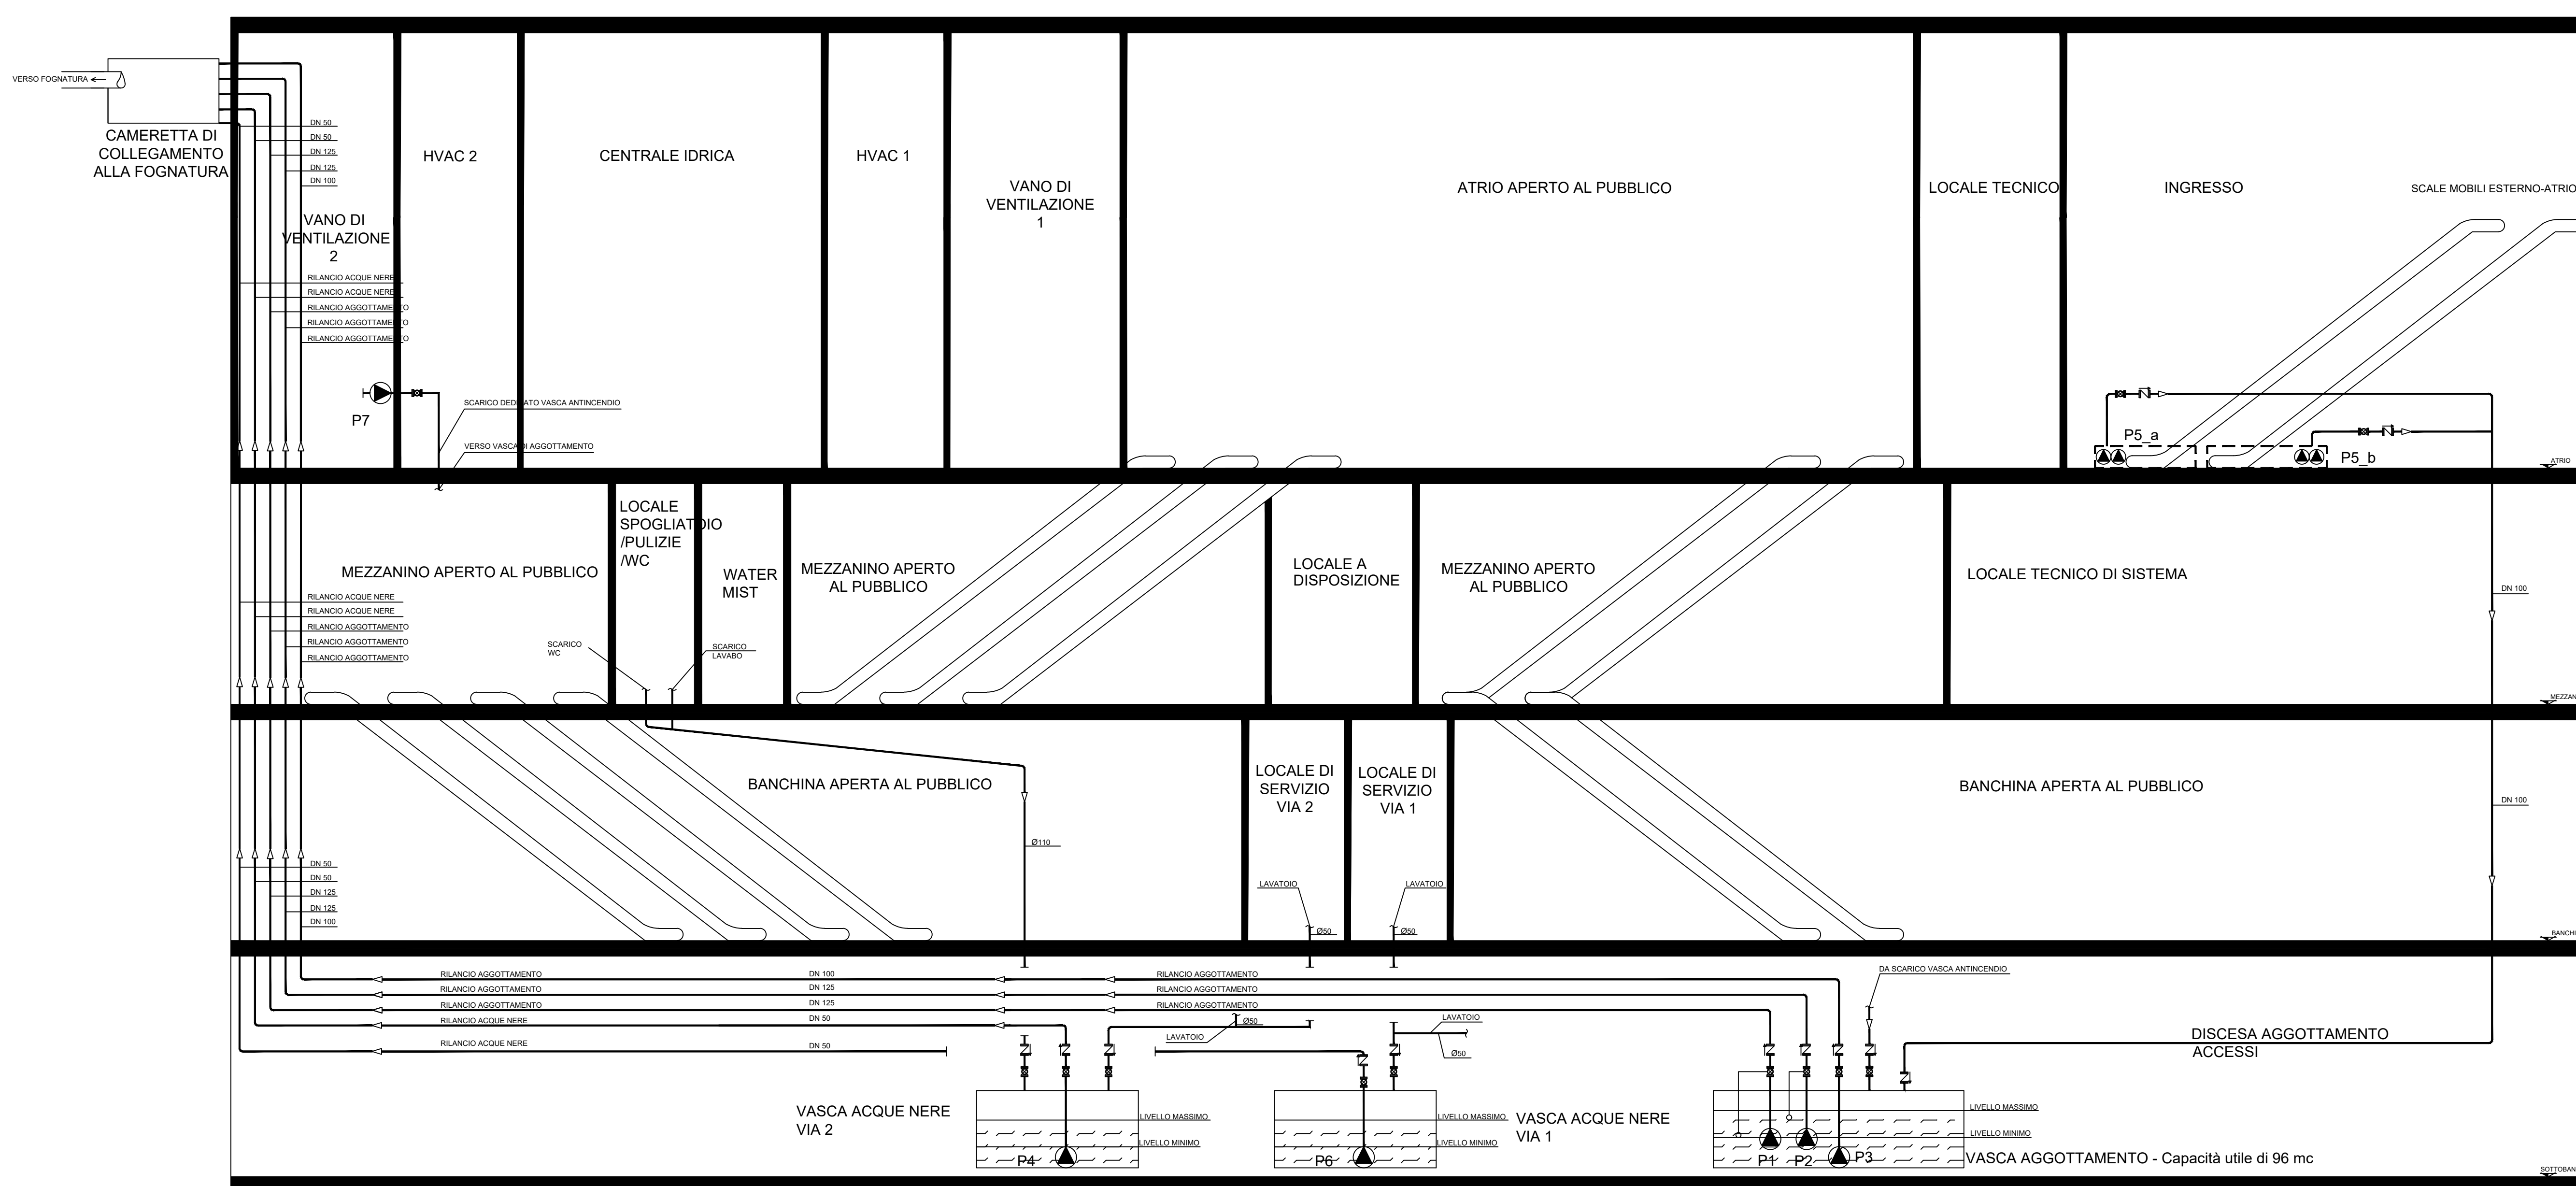 VERSO FOGNATURA
CAMERETTA DI
COLLEGAMENTO
ALLA FOGNATURA
DN 50
DN 50
DN 125
DN 125
DN 100
VANO DI
VENTILAZIONE
2
HVAC 2
CENTRALE IDRICA
HVAC 1
VANO DI
VENTILAZIONE
1
ATRIO APERTO AL PUBBLICO
LOCALE TECNICO
INGRESSO
SCALE MOBILI ESTERNO-ATRIO
RILANCIO ACQUE NERE
RILANCIO ACQUE NERE
RILANCIO AGGOTTAMENTO
RILANCIO AGGOTTAMENTO
RILANCIO AGGOTTAMENTO
P7
SCARICO DEDICATO VASCA ANTINCENDIO
VERSO VASCA DI AGGOTTAMENTO
P5_a
P5_b
ATRIO
MEZZANINO APERTO AL PUBBLICO
LOCALE
SPOGLIATOIO
/PULIZIE
/WC
WATER
MIST
MEZZANINO APERTO
AL PUBBLICO
LOCALE A
DISPOSIZIONE
MEZZANINO APERTO
AL PUBBLICO
LOCALE TECNICO DI SISTEMA
DN 100
RILANCIO ACQUE NERE
RILANCIO ACQUE NERE
RILANCIO AGGOTTAMENTO
RILANCIO AGGOTTAMENTO
RILANCIO AGGOTTAMENTO
SCARICO
WC
SCARICO
LAVABO
MEZZAN
BANCHINA APERTA AL PUBBLICO
LOCALE DI
SERVIZIO
VIA 2
LOCALE DI
SERVIZIO
VIA 1
BANCHINA APERTA AL PUBBLICO
DN 100
Ø110
DN 50
DN 50
DN 125
DN 125
DN 100
LAVATOIO
LAVATOIO
Ø50
Ø50
BANCHI
RILANCIO AGGOTTAMENTO
DN 100
RILANCIO AGGOTTAMENTO
RILANCIO AGGOTTAMENTO
DN 125
RILANCIO AGGOTTAMENTO
RILANCIO AGGOTTAMENTO
DN 125
RILANCIO AGGOTTAMENTO
RILANCIO ACQUE NERE
DN 50
RILANCIO ACQUE NERE
DN 50
DA SCARICO VASCA ANTINCENDIO
Ø50
LAVATOIO
LAVATOIO
Ø50
DISCESA AGGOTTAMENTO
ACCESSI
VASCA ACQUE NERE
VIA 2
LIVELLO MASSIMO
LIVELLO MINIMO
P4
LIVELLO MASSIMO
LIVELLO MINIMO
P6
VASCA ACQUE NERE
VIA 1
LIVELLO MASSIMO
LIVELLO MINIMO
P1
P2
P3
VASCA AGGOTTAMENTO - Capacità utile di 96 mc
SOTTOBAN